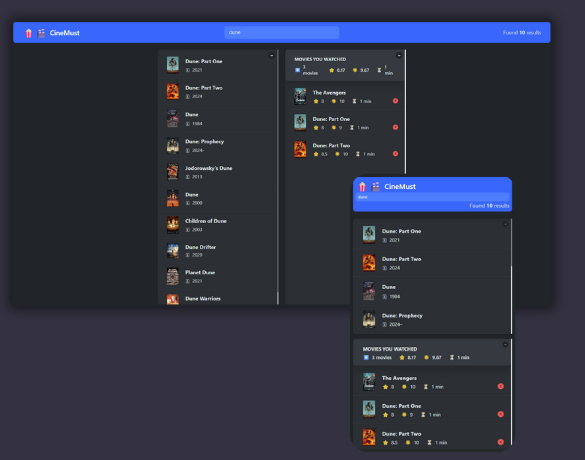 CineMust
dune
Found 10 results
Dune: Part One
2021
Dune: Part Two
2024
Dune
1984
Dune: Prophecy
2024–
Jodorowsky's Dune
2013
Dune
2000
Children of Dune
2003
Dune Drifter
2020
Planet Dune
2021
Dune Warriors
MOVIES YOU WATCHED
3 movies 8.17 9.67 1 min
The Avengers
8 10 1 min
Dune: Part One
8 9 1 min
Dune: Part Two
8.5 10 1 min
CineMust
dune
Found 10 results
Dune: Part One
2021
Dune: Part Two
2024
Dune
1984
Dune: Prophecy
2024–
MOVIES YOU WATCHED
3 movies 8.17 9.67 1 min
The Avengers
8 10 1 min
Dune: Part One
8 9 1 min
Dune: Part Two
8.5 10 1 min